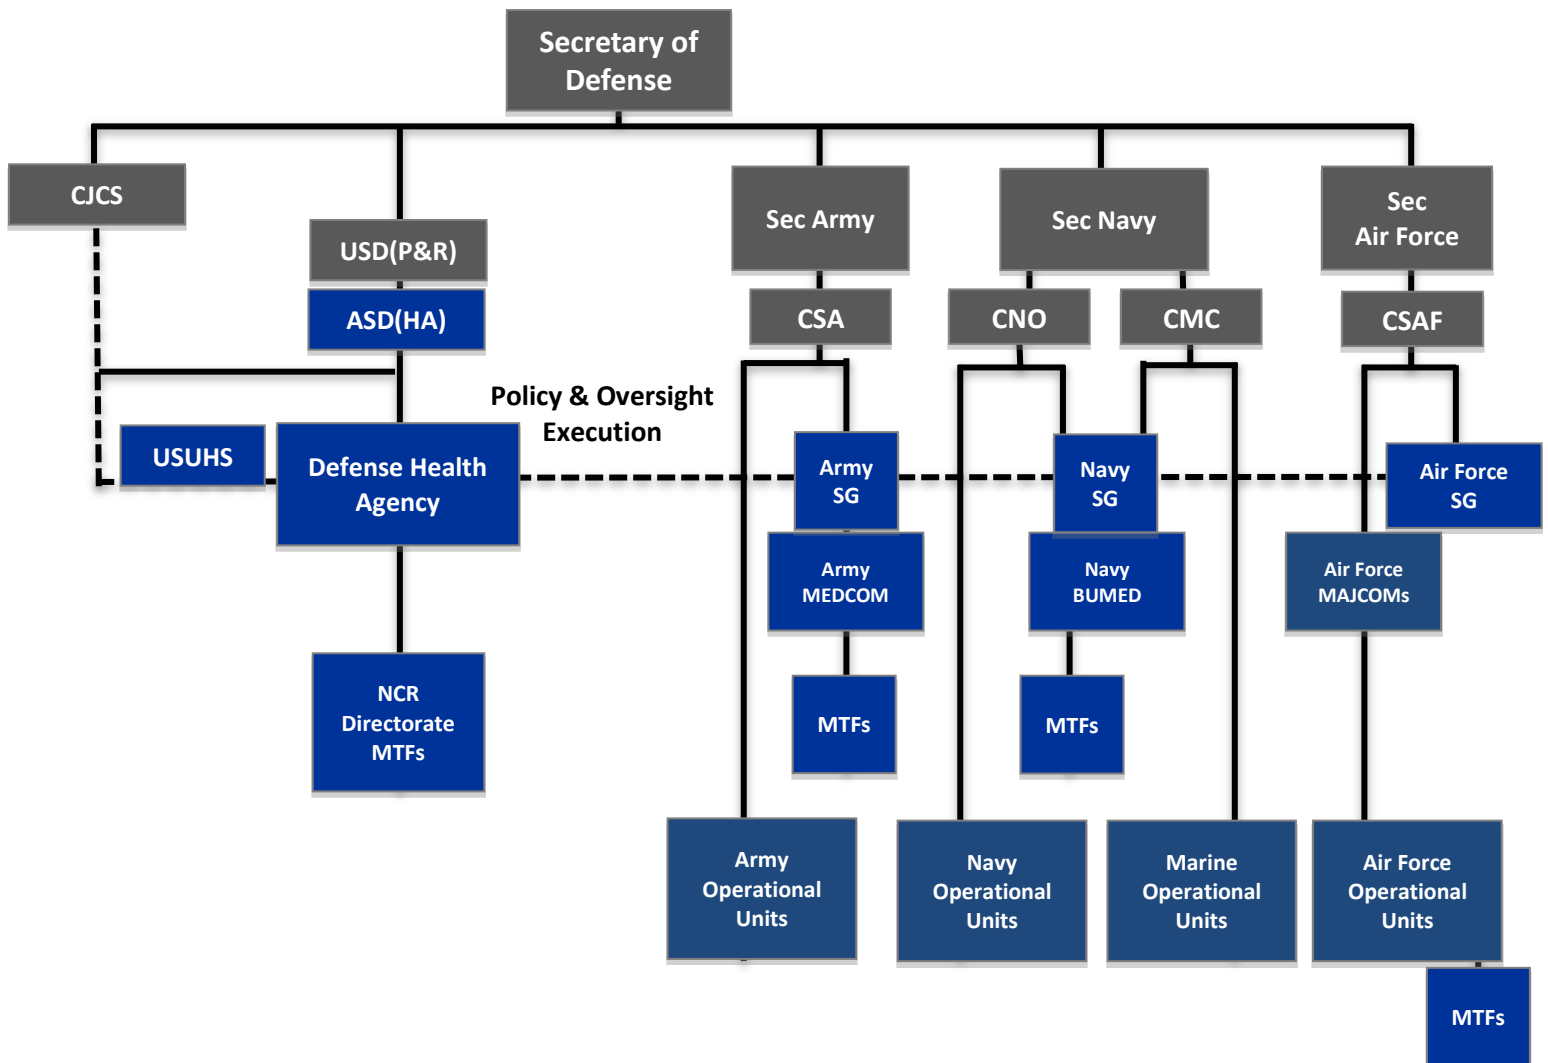 Secretary of
Defense
CJCS
USD(P&R)
ASD(HA)
Sec Army
Sec Navy
Sec
Air Force
CSA
CNO
CMC
CSAF
Policy & Oversight
Execution
USUHS
Defense Health
Agency
Army
SG
Navy
SG
Air Force
SG
Army
MEDCOM
Navy
BUMED
Air Force
MAJCOMs
NCR
Directorate
MTFs
MTFs
MTFs
Army
Operational
Units
Navy
Operational
Units
Marine
Operational
Units
Air Force
Operational
Units
MTFs